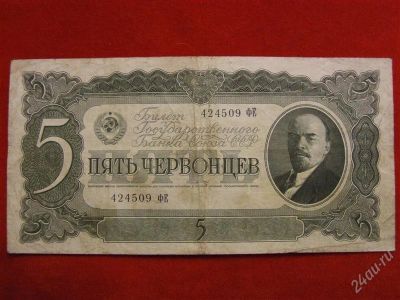 5
Билет
424509 ФЕ
Государственного
Банка Союза ССР
ПЯТЬ ЧЕРВОНЦЕВ
424509 ФЕ
5
24au.ru